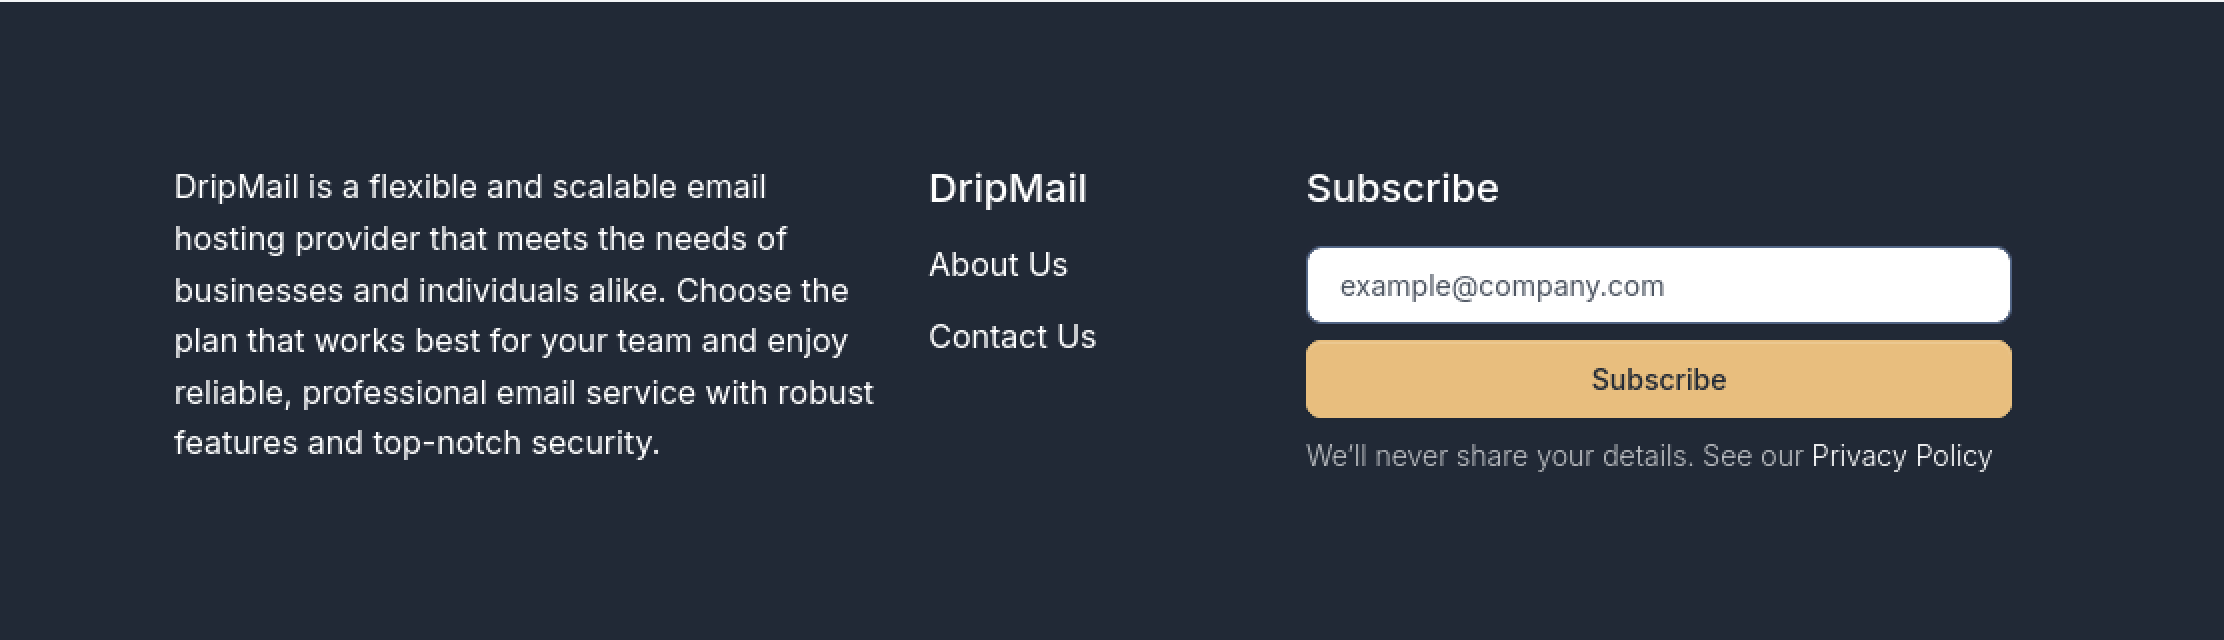 DripMail is a flexible and scalable email
hosting provider that meets the needs of
businesses and individuals alike. Choose the
plan that works best for your team and enjoy
reliable, professional email service with robust
features and top-notch security.
DripMail
About Us
Contact Us
Subscribe
example@company.com
Subscribe
We'll never share your details. See our Privacy Policy